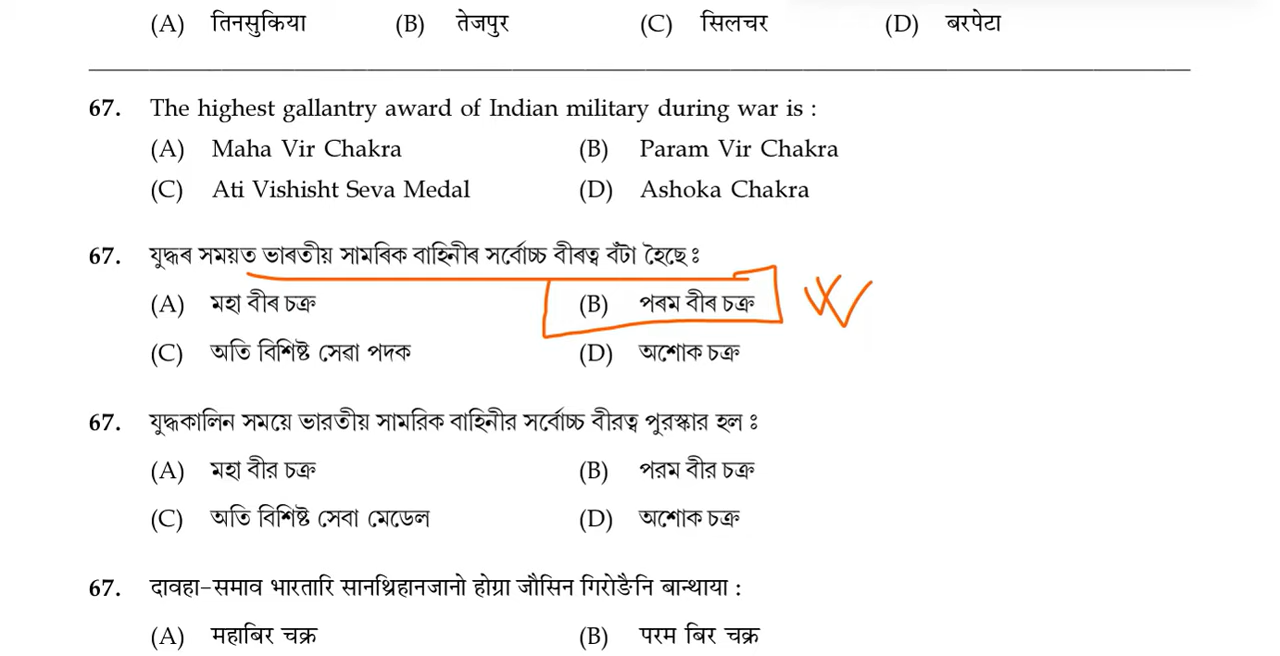 (A) तिनसुकिया (B) तेजपुर (C) सिलचर (D) बरपेटा
67. The highest gallantry award of Indian military during war is :
(A) Maha Vir Chakra (B) Param Vir Chakra
(C) Ati Vishisht Seva Medal (D) Ashoka Chakra
67. যুদ্ধৰ সময়ত ভাৰতীয় সামৰিক বাহিনীৰ সৰ্বোচ্চ বীৰত্ব বঁটা হৈছে ঃ
(A) মহা বীৰ চক্ৰ (B) পৰম বীৰ চক্ৰ
(C) অতি বিশিষ্ট সেৱা পদক (D) অশোক চক্ৰ
67. যুদ্ধকালিন সময়ে ভারতীয় সামরিক বাহিনীর সর্বোচ্চ বীরত্ব পুরস্কার হল ঃ
(A) মহা বীর চক্র (B) পরম বীর চক্র
(C) অতি বিশিষ্ট সেবা মেডেল (D) অশোক চক্র
67. दावहा-समाव भारतारि सानथ्रिहानजानो होग्रा जौसिन गिरोङैनि बान्थाया :
(A) महाबिर चक्र (B) परम बिर चक्र